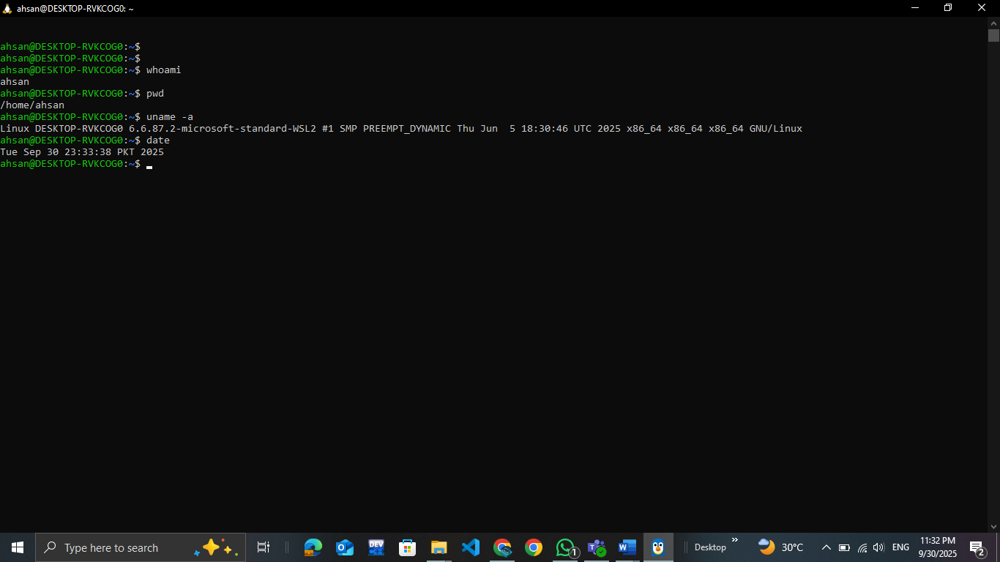 ahsan@DESKTOP-RVKCOG0: ~
ahsan@DESKTOP-RVKCOG0:~$
ahsan@DESKTOP-RVKCOG0:~$
ahsan@DESKTOP-RVKCOG0:~$ whoami
ahsan
ahsan@DESKTOP-RVKCOG0:~$ pwd
/home/ahsan
ahsan@DESKTOP-RVKCOG0:~$ uname -a
Linux DESKTOP-RVKCOG0 6.6.87.2-microsoft-standard-WSL2 #1 SMP PREEMPT_DYNAMIC Thu Jun  5 18:30:46 UTC 2025 x86_64 x86_64 x86_64 GNU/Linux
ahsan@DESKTOP-RVKCOG0:~$ date
Tue Sep 30 23:33:38 PKT 2025
ahsan@DESKTOP-RVKCOG0:~$
Type here to search
DEV
1
Desktop
30°C
ENG
11:32 PM
9/30/2025
2